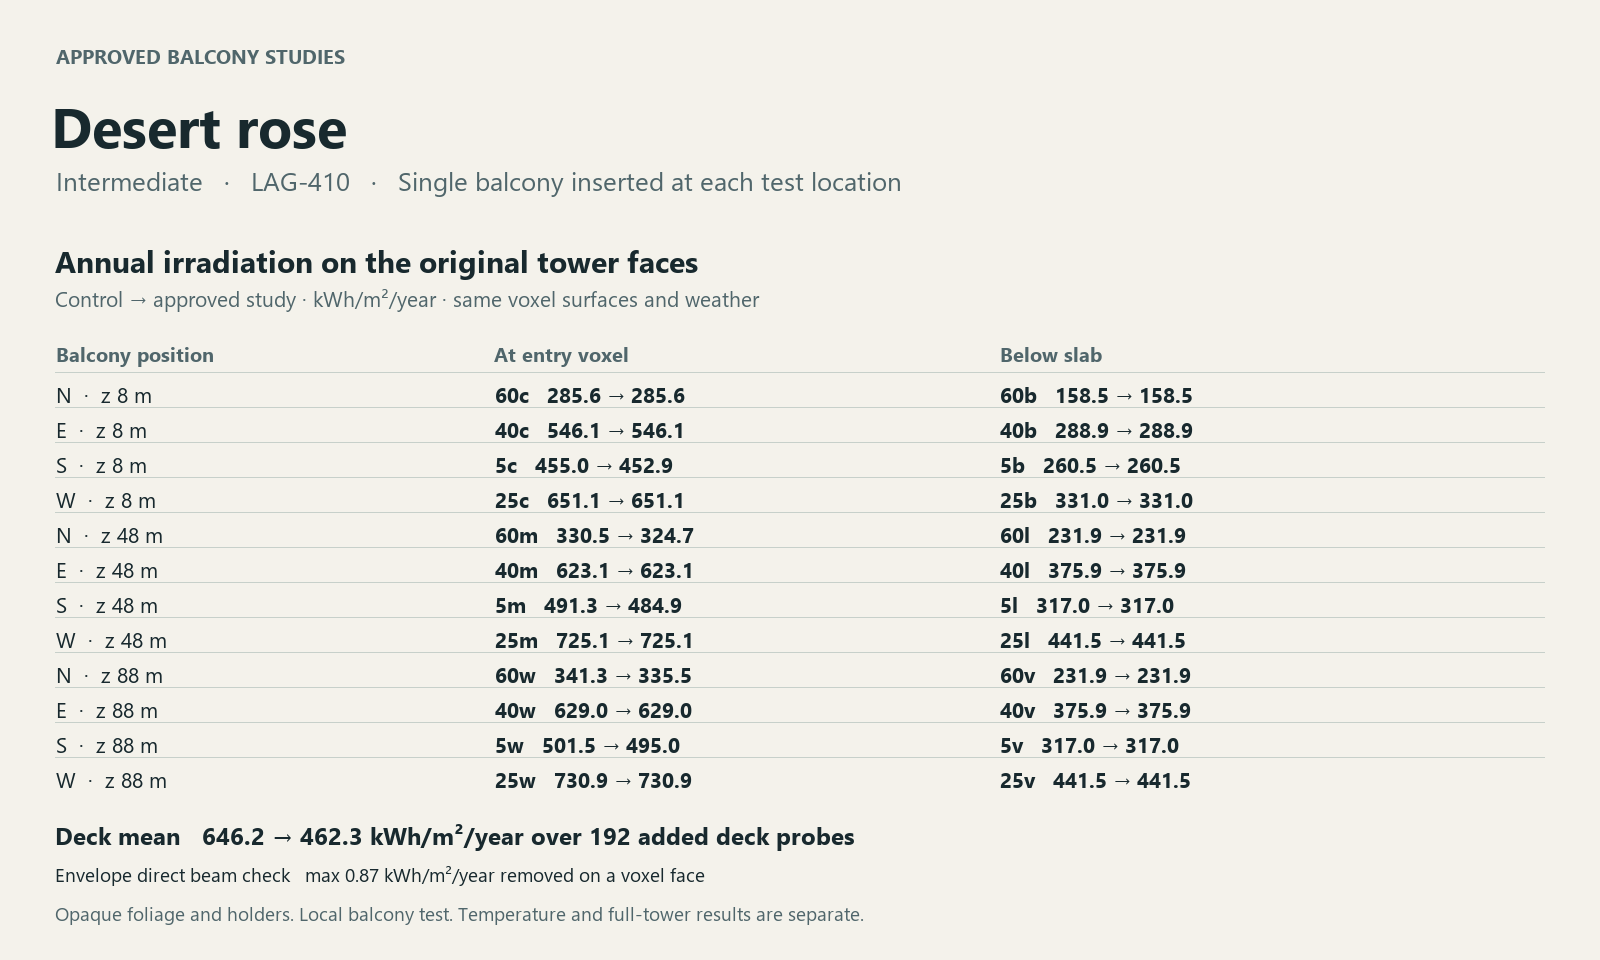 APPROVED BALCONY STUDIES
Desert rose
Intermediate · LAG-410 · Single balcony inserted at each test location
Annual irradiation on the original tower faces
Control → approved study · kWh/m²/year · same voxel surfaces and weather
Balcony position At entry voxel Below slab
N · z 8 m 60c 285.6 → 285.6 60b 158.5 → 158.5
E · z 8 m 40c 546.1 → 546.1 40b 288.9 → 288.9
S · z 8 m 5c 455.0 → 452.9 5b 260.5 → 260.5
W · z 8 m 25c 651.1 → 651.1 25b 331.0 → 331.0
N · z 48 m 60m 330.5 → 324.7 60l 231.9 → 231.9
E · z 48 m 40m 623.1 → 623.1 40l 375.9 → 375.9
S · z 48 m 5m 491.3 → 484.9 5l 317.0 → 317.0
W · z 48 m 25m 725.1 → 725.1 25l 441.5 → 441.5
N · z 88 m 60w 341.3 → 335.5 60v 231.9 → 231.9
E · z 88 m 40w 629.0 → 629.0 40v 375.9 → 375.9
S · z 88 m 5w 501.5 → 495.0 5v 317.0 → 317.0
W · z 88 m 25w 730.9 → 730.9 25v 441.5 → 441.5
Deck mean 646.2 → 462.3 kWh/m²/year over 192 added deck probes
Envelope direct beam check max 0.87 kWh/m²/year removed on a voxel face
Opaque foliage and holders. Local balcony test. Temperature and full-tower results are separate.